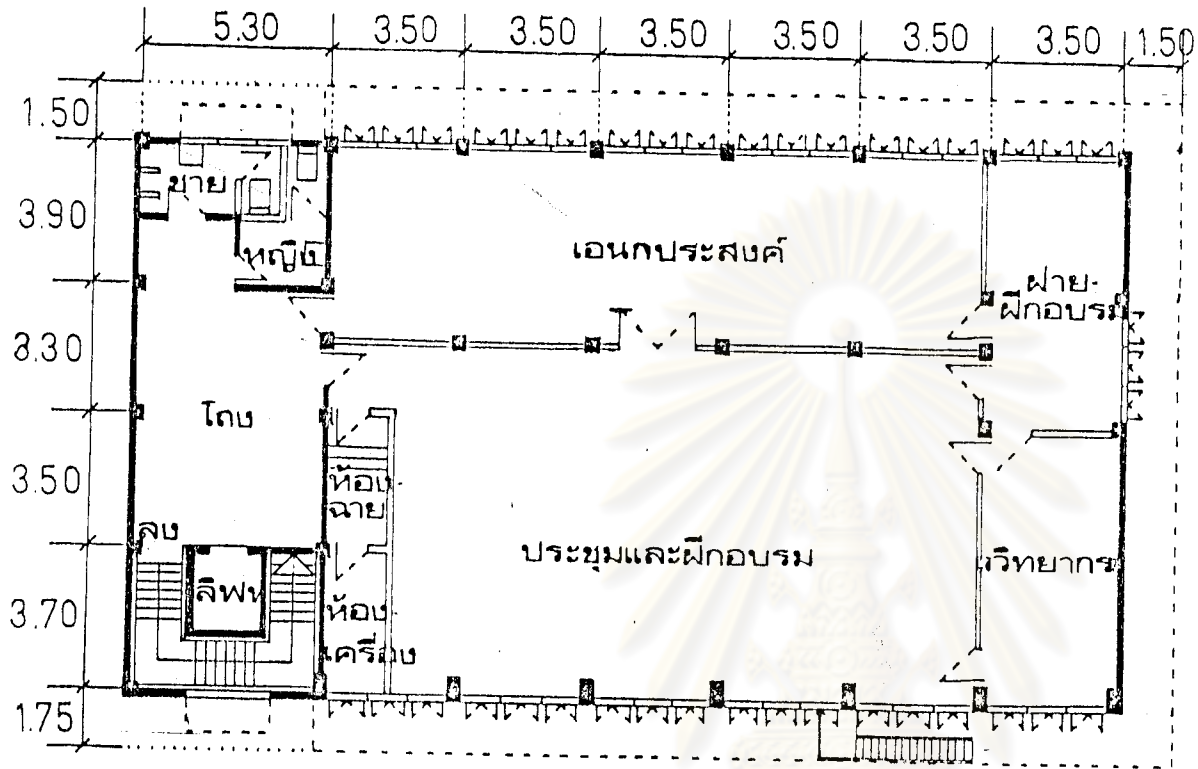 5.30 3.50 3.50 3.50 3.50 3.50 3.50 1.50
1.50
3.90
3.30
3.50
3.70
1.75
ชาย
หญิง
เอนกประสงค์
ฝ่าย-
ฝึกอบรม
โถง
ห้อง
ฉาย
ลง
ประชุมและฝึกอบรม
วิทยากร
ลิฟท์
ห้อง
เครื่อง